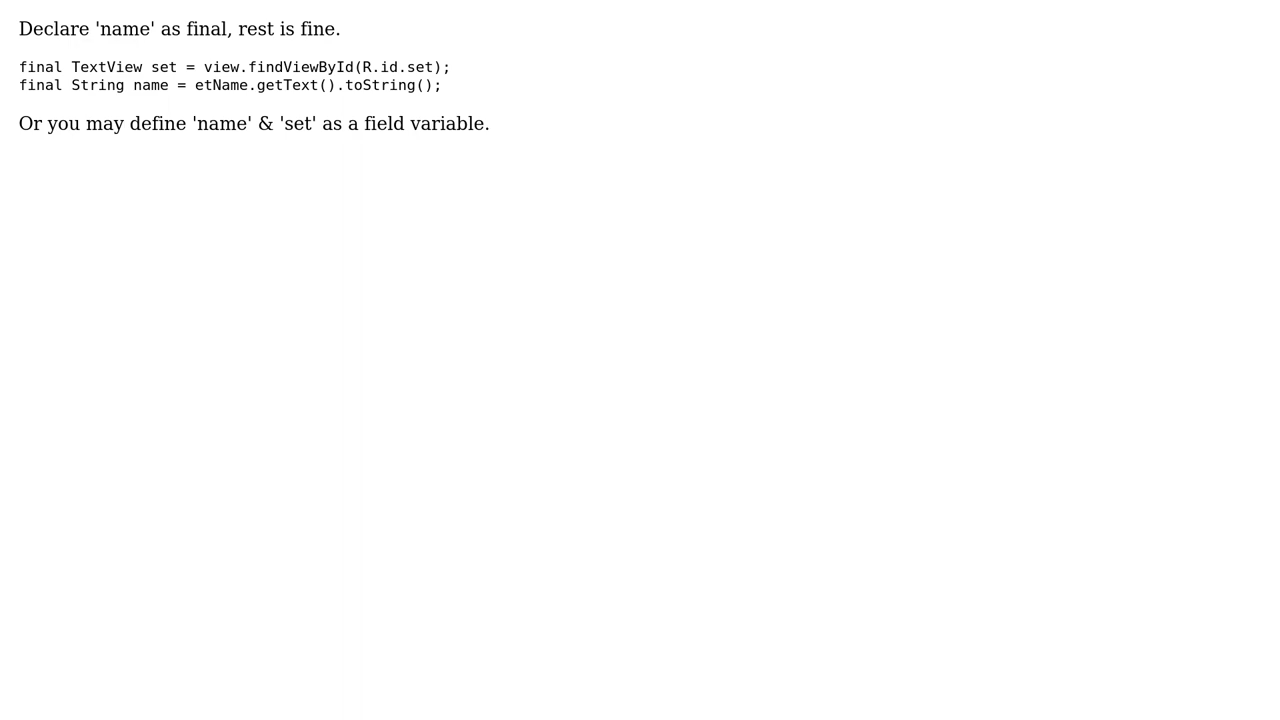 Declare 'name' as final, rest is fine.
final TextView set = view.findViewById(R.id.set);
final String name = etName.getText().toString();
Or you may define 'name' & 'set' as a field variable.